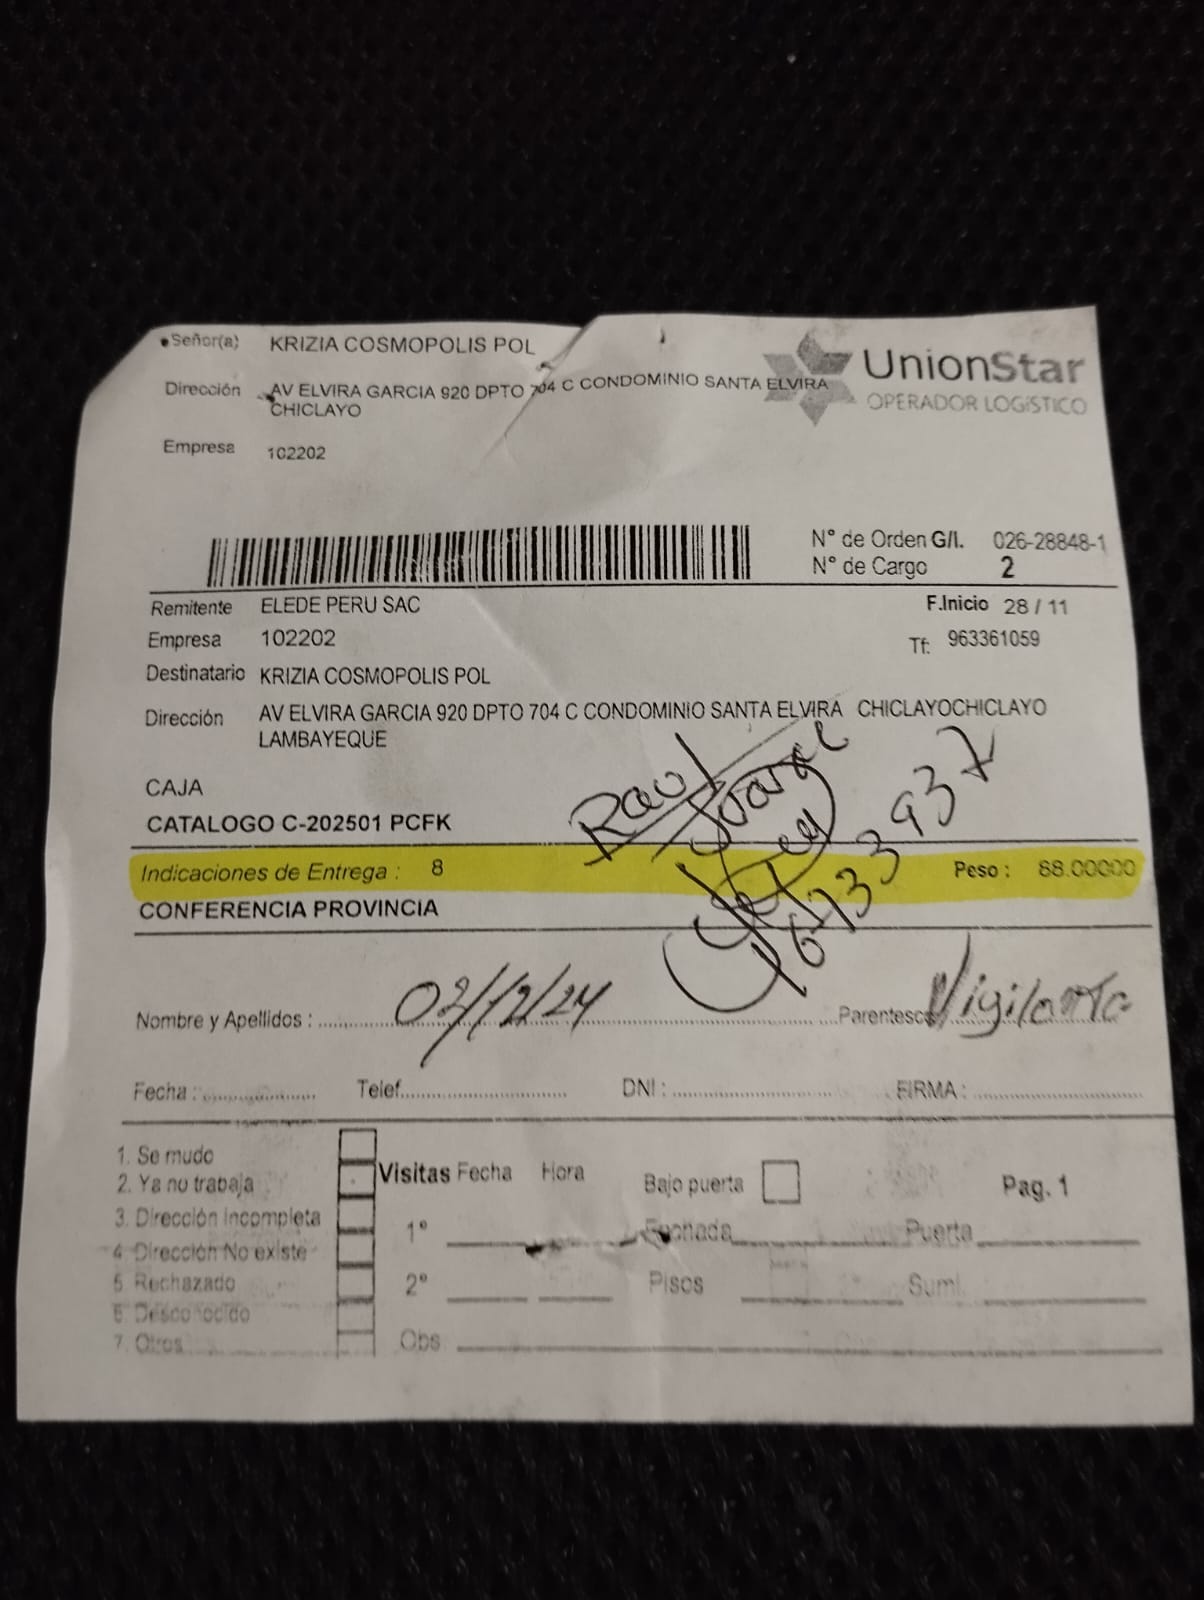 Señor(a) KRIZIA COSMOPOLIS POL
Dirección AV ELVIRA GARCIA 920 DPTO 704 C CONDOMINIO SANTA ELVIRA
CHICLAYO
Empresa 102202
UnionStar
OPERADOR LOGÍSTICO
N° de Orden G/I. 026-28848-1
N° de Cargo 2
Remitente ELEDE PERU SAC
F.Inicio 28 / 11
Empresa 102202
Tf: 963361059
Destinatario KRIZIA COSMOPOLIS POL
Dirección AV ELVIRA GARCIA 920 DPTO 704 C CONDOMINIO SANTA ELVIRA CHICLAYOCHICLAYO
LAMBAYEQUE
CAJA
CATALOGO C-202501 PCFK
Raul
Indicaciones de Entrega : 8 Peso : 88.00000
CONFERENCIA PROVINCIA
Nombre y Apellidos : 02/12/24 Parentesco Vigilante
Fecha : Telef. DNI : FIRMA :
1. Se mudo
2. Ya no trabaja
3. Dirección incompleta
4. Dirección No existe
5. Rechazado
6. Desconocido
7. Otros
Visitas Fecha Hora
1°
2°
Obs.
Bajo puerta Pag. 1
Fachada Puerta
Pisos Sumi.